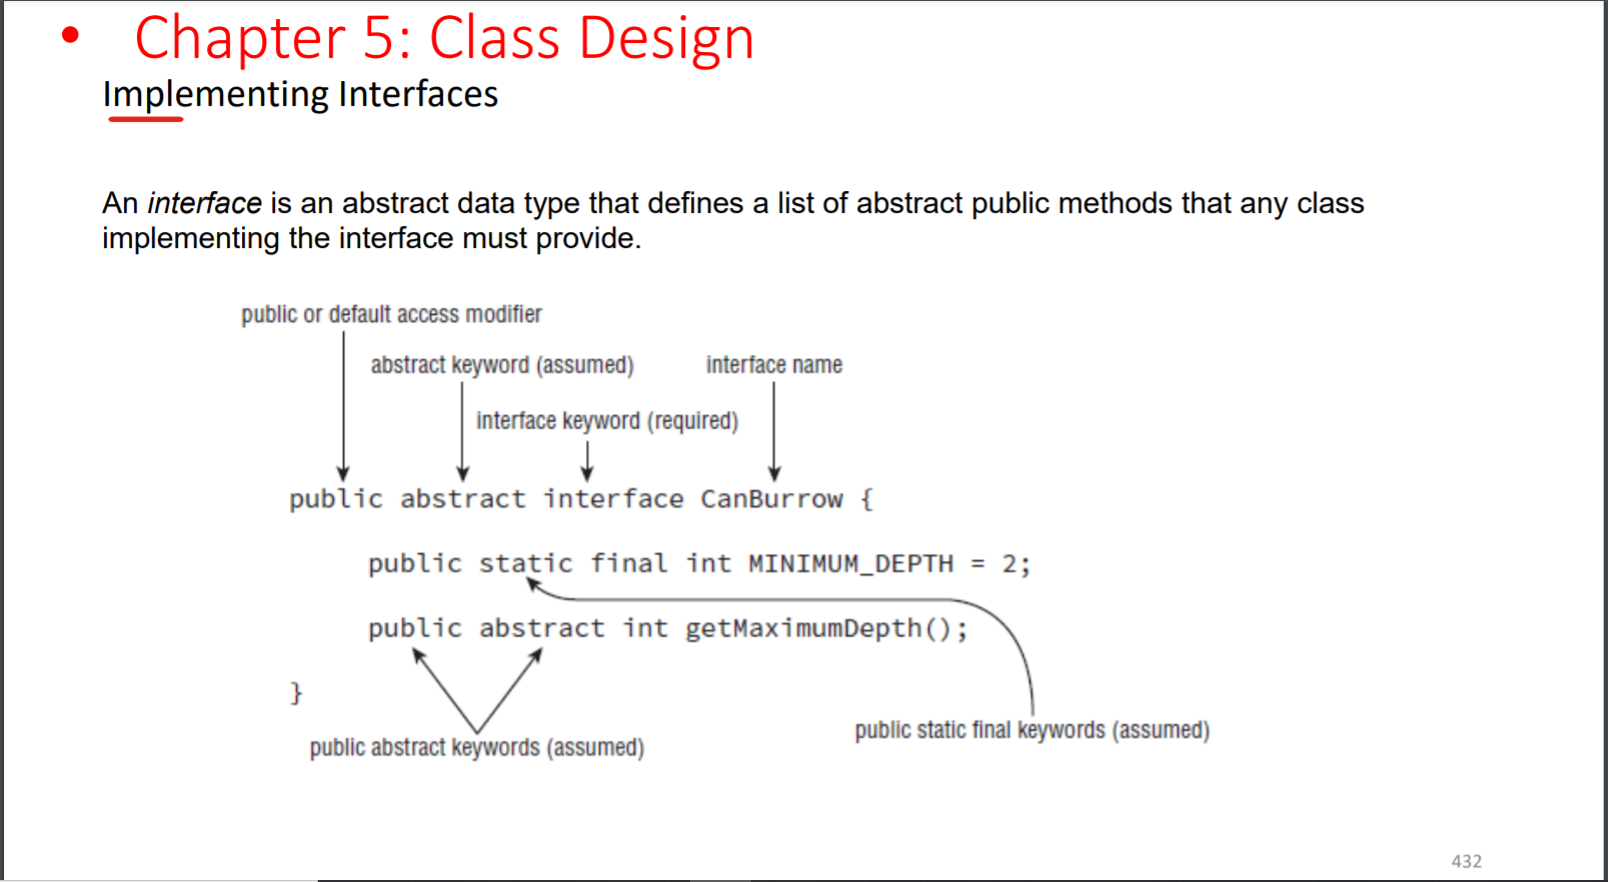 • Chapter 5: Class Design
Implementing Interfaces
An interface is an abstract data type that defines a list of abstract public methods that any class
implementing the interface must provide.
public or default access modifier
abstract keyword (assumed)
interface name
interface keyword (required)
public abstract interface CanBurrow {
public static final int MINIMUM_DEPTH = 2;
public abstract int getMaximumDepth();
}
public static final keywords (assumed)
public abstract keywords (assumed)
432